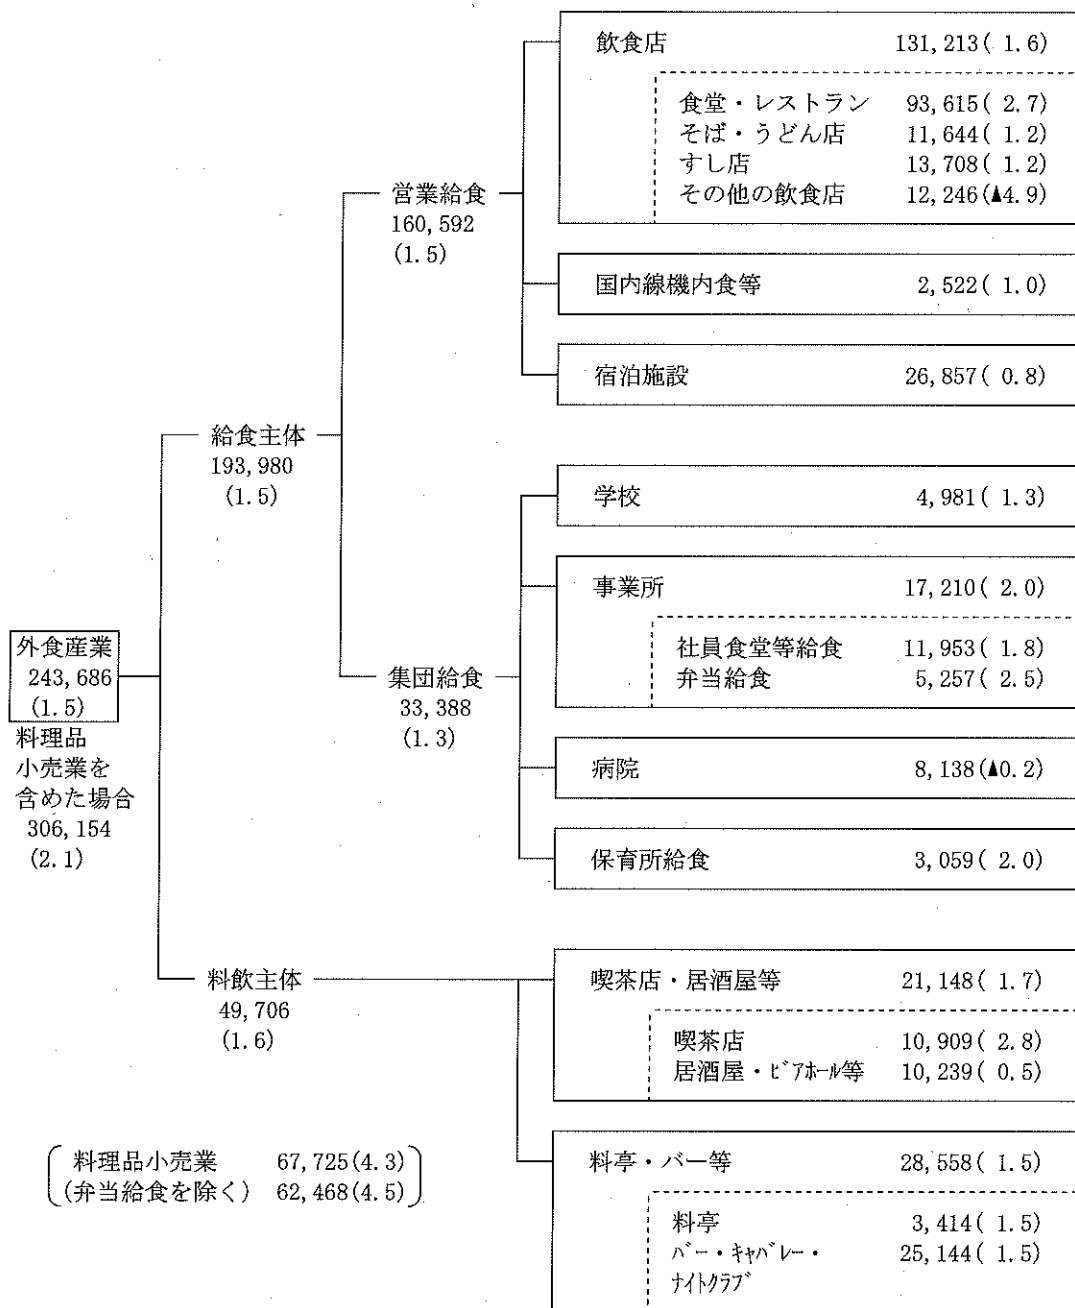 飲食店 131,213( 1.6)
食堂・レストラン 93,615( 2.7)
そば・うどん店 11,644( 1.2)
すし店 13,708( 1.2)
その他の飲食店 12,246(▲4.9)
営業給食
160,592
(1.5)
国内線機内食等 2,522( 1.0)
宿泊施設 26,857( 0.8)
給食主体
193,980
(1.5)
学校 4,981( 1.3)
事業所 17,210( 2.0)
社員食堂等給食 11,953( 1.8)
弁当給食 5,257( 2.5)
外食産業
243,686
(1.5)
料理品
小売業を
含めた場合
306,154
(2.1)
集団給食
33,388
(1.3)
病院 8,138(▲0.2)
保育所給食 3,059( 2.0)
料飲主体
49,706
(1.6)
喫茶店・居酒屋等 21,148( 1.7)
喫茶店 10,909( 2.8)
居酒屋・ビアホール等 10,239( 0.5)
料理品小売業 67,725(4.3)
(弁当給食を除く) 62,468(4.5)
料亭・バー等 28,558( 1.5)
料亭 3,414( 1.5)
バー・キャバレー・ 25,144( 1.5)
ナイトクラブ